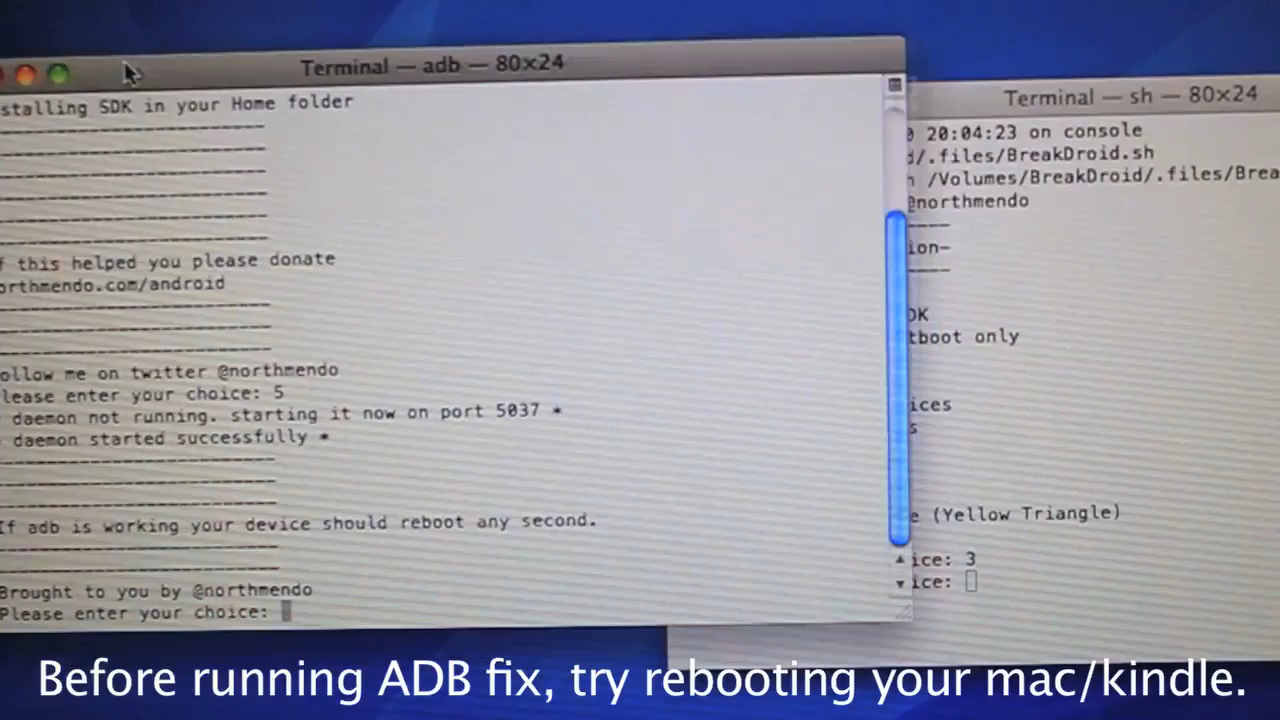 Terminal — adb — 80×24
stalling SDK in your Home folder
------------------------
------------------------
------------------------
------------------------
------------------------
------------------------
f this helped you please donate
orthmendo.com/android
------------------------
------------------------
------------------------
ollow me on twitter @northmendo
lease enter your choice: 5
daemon not running. starting it now on port 5037 *
daemon started successfully *
------------------------
------------------------
------------------------
If adb is working your device should reboot any second.
------------------------
------------------------
Brought to you by @northmendo
Please enter your choice:
Terminal — sh — 80×24
20:04:23 on console
/.files/BreakDroid.sh
/Volumes/BreakDroid/.files/Brea
@northmendo
----
ion-
----
DK
tboot only
ices
s
e (Yellow Triangle)
ice: 3
ice:
Before running ADB fix, try rebooting your mac/kindle.